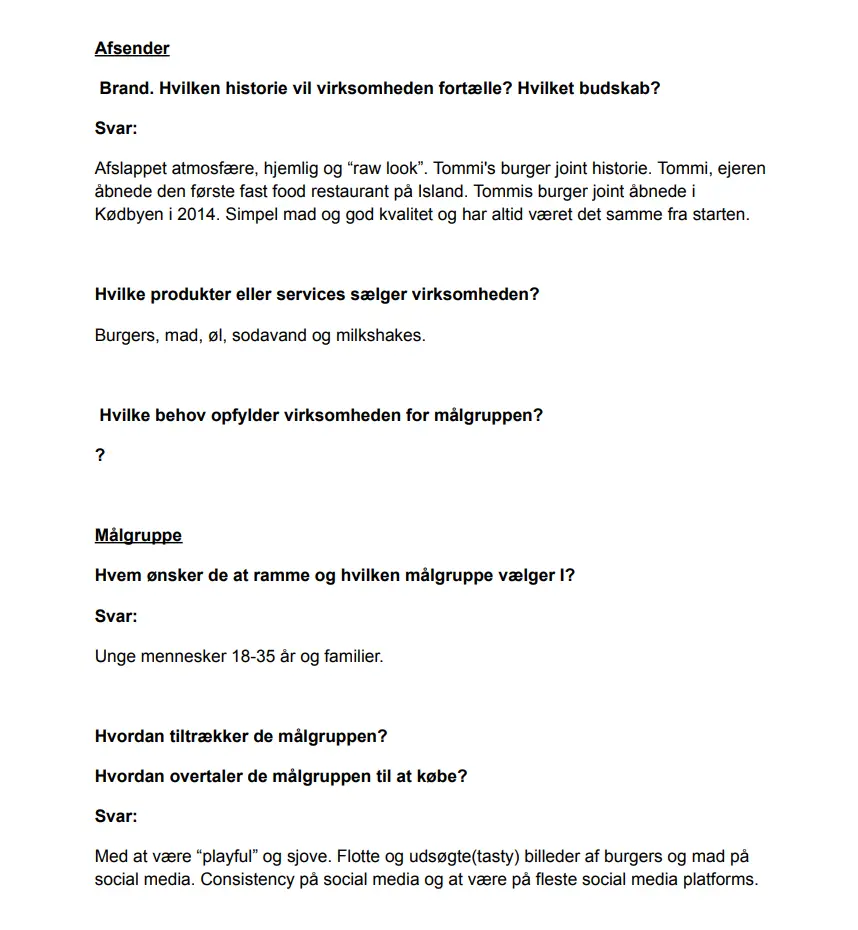 Afsender
Brand. Hvilken historie vil virksomheden fortælle? Hvilket budskab?
Svar:
Afslappet atmosfære, hjemlig og “raw look”. Tommi's burger joint historie. Tommi, ejeren
åbnede den første fast food restaurant på Island. Tommis burger joint åbnede i
Kødbyen i 2014. Simpel mad og god kvalitet og har altid været det samme fra starten.
Hvilke produkter eller services sælger virksomheden?
Burgers, mad, øl, sodavand og milkshakes.
Hvilke behov opfylder virksomheden for målgruppen?
?
Målgruppe
Hvem ønsker de at ramme og hvilken målgruppe vælger I?
Svar:
Unge mennesker 18-35 år og familier.
Hvordan tiltrækker de målgruppen?
Hvordan overtaler de målgruppen til at købe?
Svar:
Med at være “playful” og sjove. Flotte og udsøgte(tasty) billeder af burgers og mad på
social media. Consistency på social media og at være på fleste social media platforms.